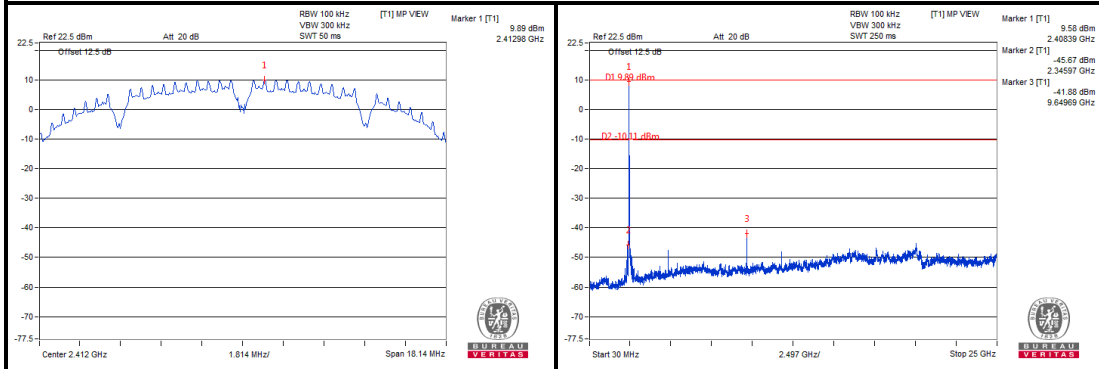 RBW 100 kHz [T1] MP VIEW
VBW 300 kHz
Ref 22.5 dBm Att 20 dB SWT 50 ms
Marker 1 [T1]
9.89 dBm
2.41298 GHz
22.5
Offset 12.5 dB
1
10
0
-10
-20
-30
-40
-50
-60
-70
-77.5
Center 2.412 GHz 1.814 MHz/ Span 18.14 MHz
BUREAU VERITAS
1828
BUREAU
VERITAS
RBW 100 kHz [T1] MP VIEW
VBW 300 kHz
Ref 22.5 dBm Att 20 dB SWT 250 ms
Marker 1 [T1]
9.58 dBm
2.40839 GHz
Marker 2 [T1]
-45.67 dBm
2.34597 GHz
Marker 3 [T1]
-41.88 dBm
9.64969 GHz
22.5
Offset 12.5 dB
1
D1 9.89 dBm
10
0
D2 -10.11 dBm
-10
-20
-30
3
2
-40
-50
-60
-70
-77.5
Start 30 MHz 2.497 GHz/ Stop 25 GHz
BUREAU VERITAS
1828
BUREAU
VERITAS